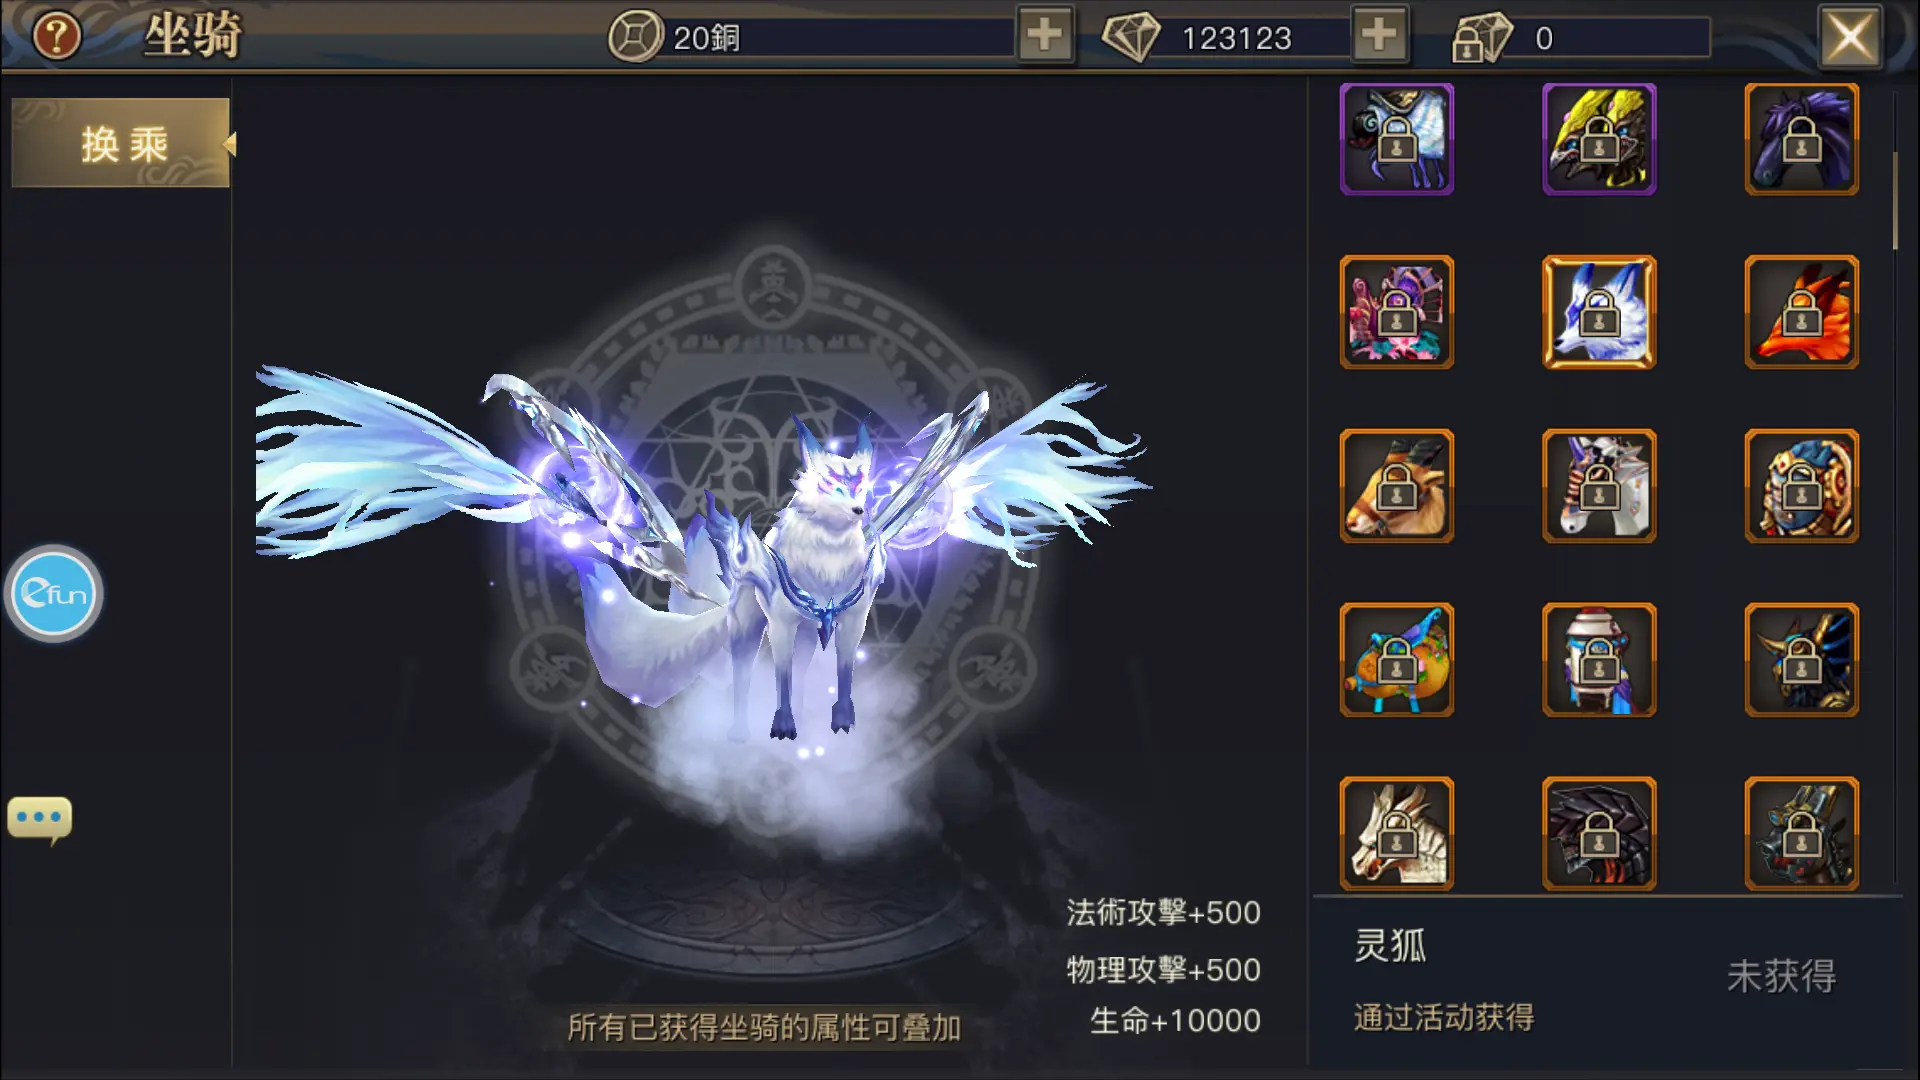 坐骑
20銅
123123
0
换乘
efun
法術攻擊+500
物理攻擊+500
生命+10000
所有已获得坐骑的属性可叠加
灵狐
未获得
通过活动获得